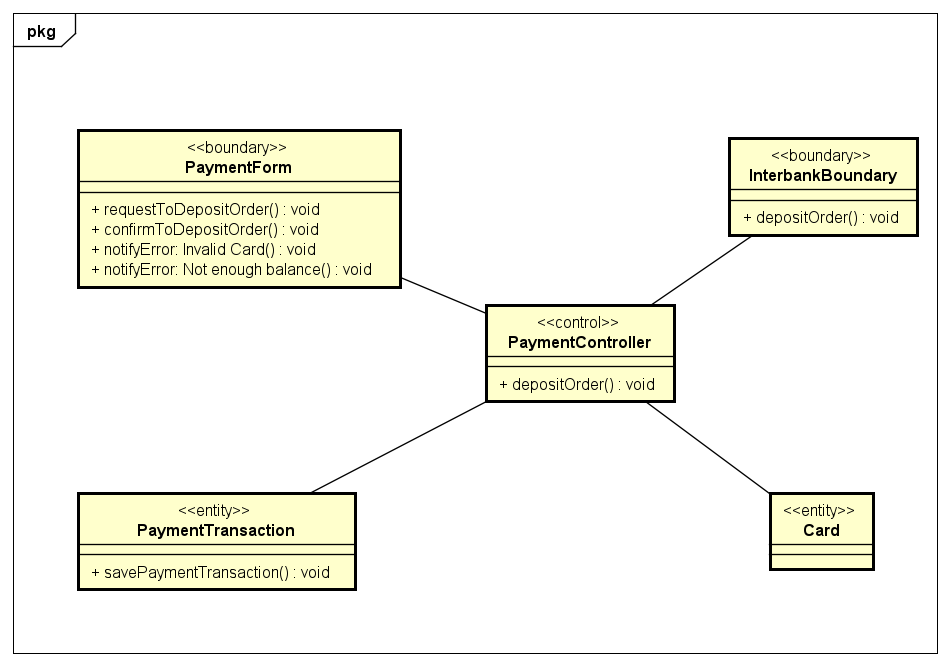 pkg
<<boundary>>
PaymentForm
+ requestToDepositOrder() : void
+ confirmToDepositOrder() : void
+ notifyError: Invalid Card() : void
+ notifyError: Not enough balance() : void
<<boundary>>
InterbankBoundary
+ depositOrder() : void
<<control>>
PaymentController
+ depositOrder() : void
<<entity>>
PaymentTransaction
+ savePaymentTransaction() : void
<<entity>>
Card